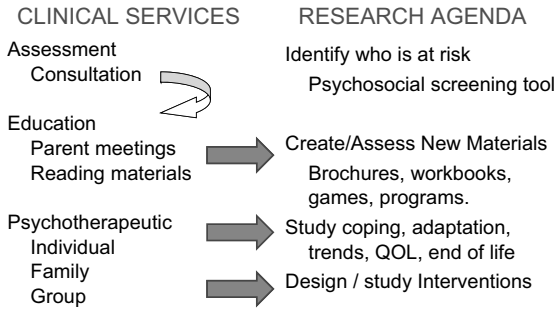 CLINICAL SERVICES
Assessment
Consultation
Education
Parent meetings
Reading materials
Psychotherapeutic
Individual
Family
Group
RESEARCH AGENDA
Identify who is at risk
Psychosocial screening tool
Create/Assess New Materials
Brochures, workbooks,
games, programs.
Study coping, adaptation,
trends, QOL, end of life
Design / study Interventions